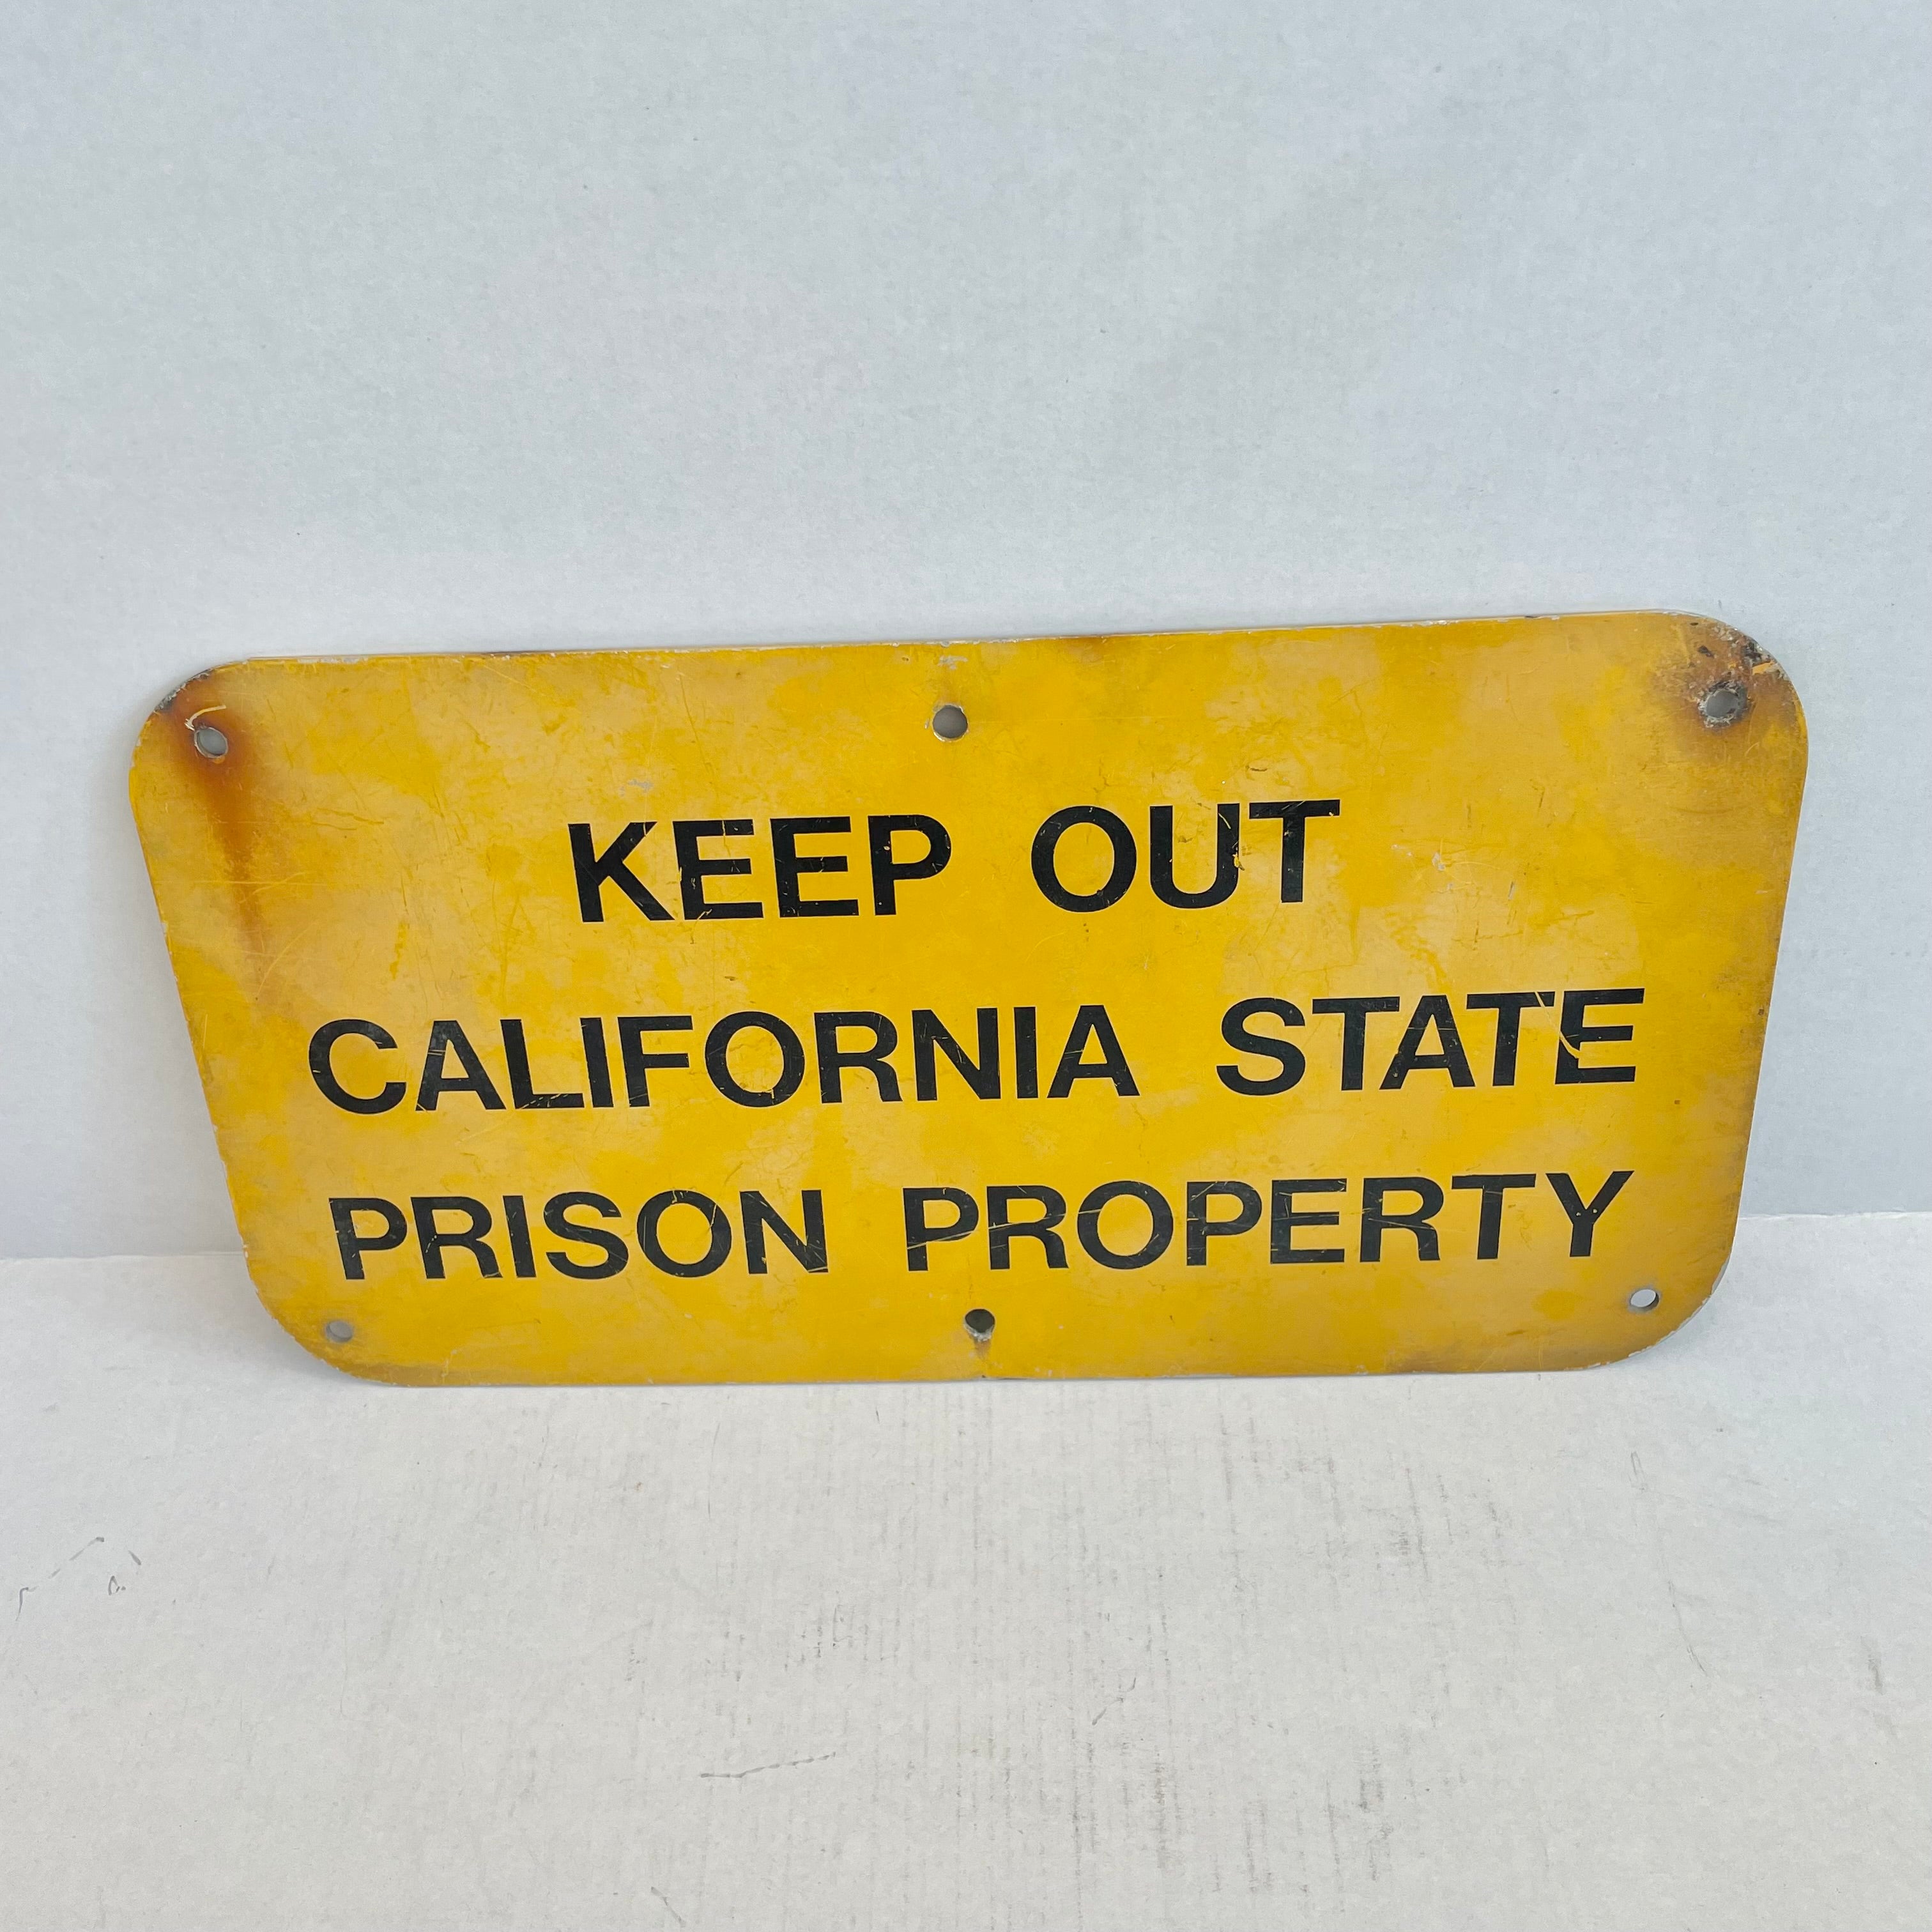 KEEP OUT
CALIFORNIA STATE
PRISON PROPERTY